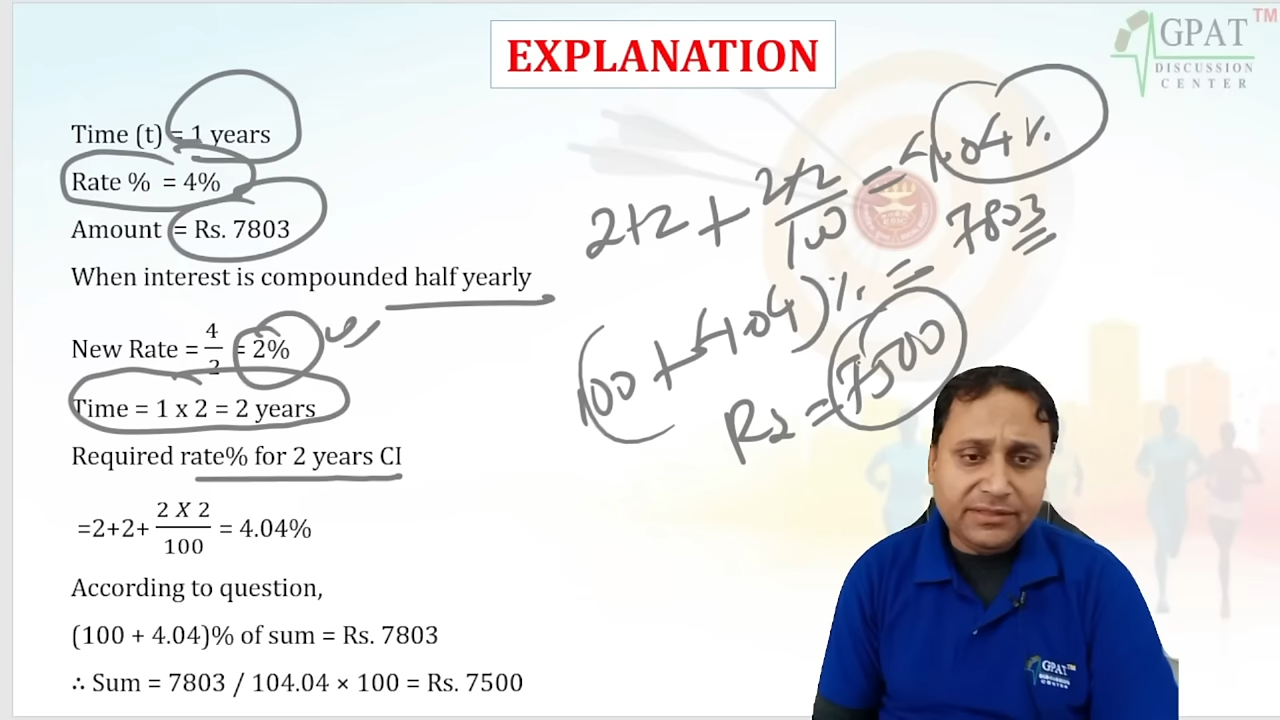 EXPLANATION
GPAT TM
DISCUSSION
CENTER
Time (t) = 1 years
Rate % = 4%
Amount = Rs. 7803
When interest is compounded half yearly
New Rate = 4/2 = 2%
Time = 1 x 2 = 2 years
Required rate% for 2 years CI
=2+2+ 2 X 2/100 = 4.04%
According to question,
(100 + 4.04)% of sum = Rs. 7803
∴ Sum = 7803 / 104.04 × 100 = Rs. 7500
2+2 + 2+2/100 = 4.04%
(100 + 4.04)% = 7803
Rs = 7500
GPAT TM
DISCUSSION
CENTER